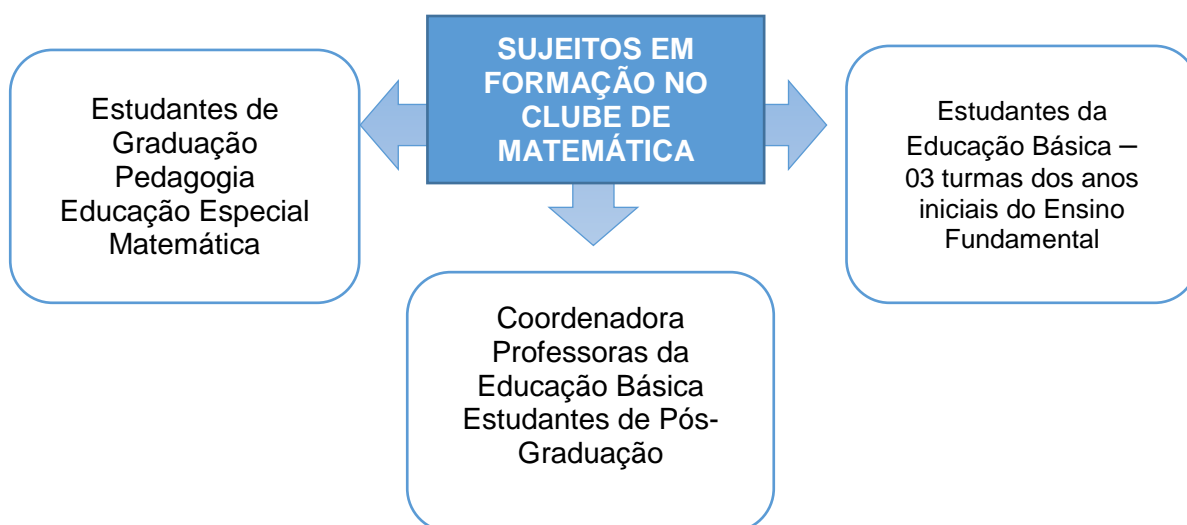 SUJEITOS EM
FORMAÇÃO NO
CLUBE DE
MATEMÁTICA
Estudantes de
Graduação
Pedagogia
Educação Especial
Matemática
Estudantes da
Educação Básica –
03 turmas dos anos
iniciais do Ensino
Fundamental
Coordenadora
Professoras da
Educação Básica
Estudantes de Pós-
Graduação